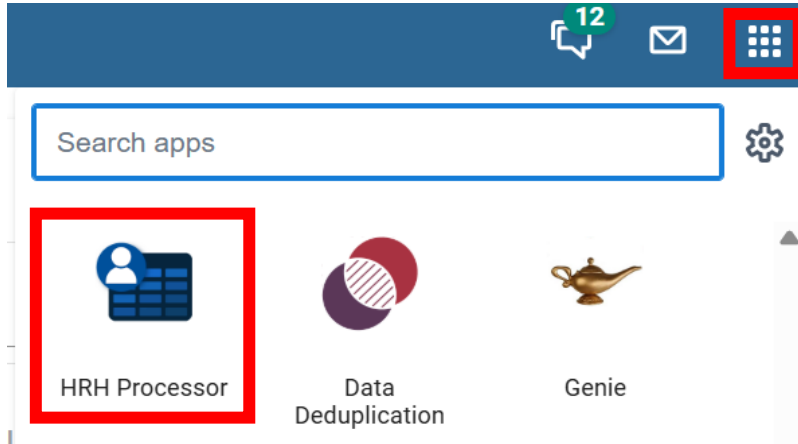 12
Search apps
HRH Processor
Data
Deduplication
Genie